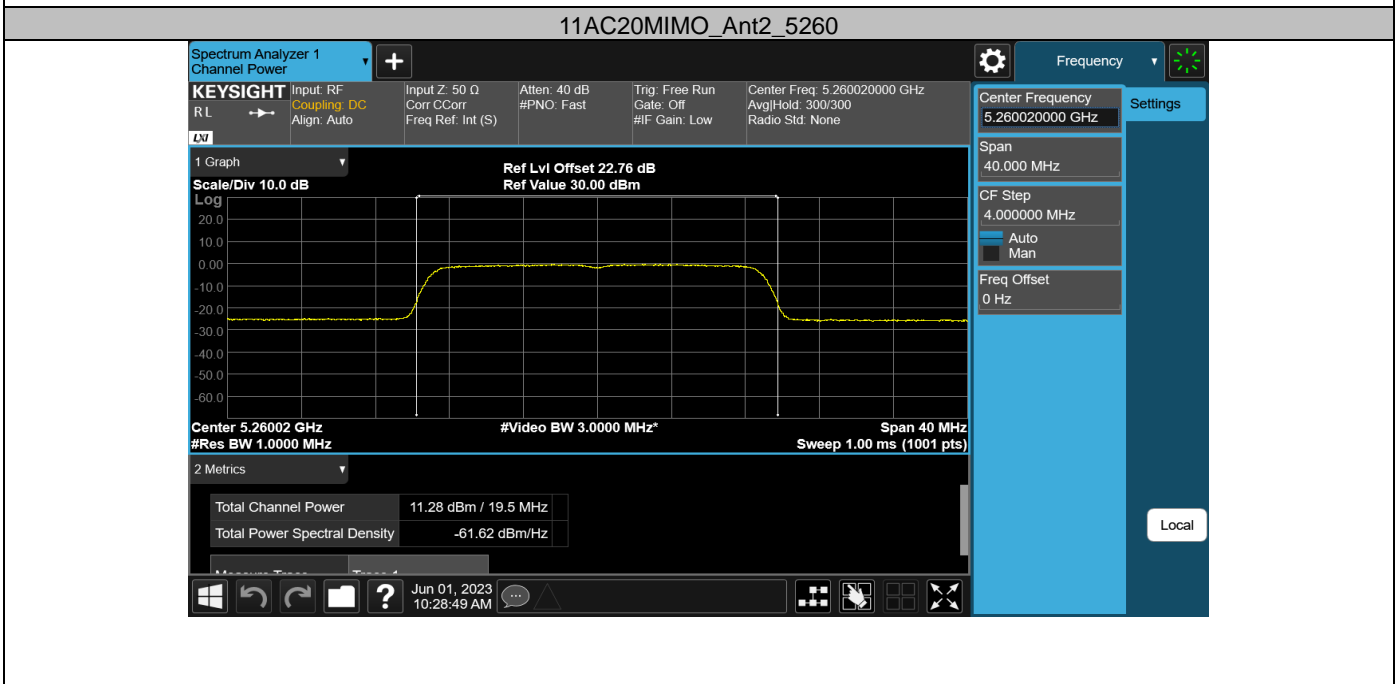 11AC20MIMO_Ant2_5260
Spectrum Analyzer 1
Channel Power
+
Frequency
KEYSIGHT
RL
LXI
Input: RF
Coupling: DC
Align: Auto
Input Z: 50 Ω
Corr CCorr
Freq Ref: Int (S)
Atten: 40 dB
#PNO: Fast
Trig: Free Run
Gate: Off
#IF Gain: Low
Center Freq: 5.260020000 GHz
Avg|Hold: 300/300
Radio Std: None
Center Frequency
5.260020000 GHz
Settings
Span
40.000 MHz
CF Step
4.000000 MHz
Auto
Man
Freq Offset
0 Hz
1 Graph
Scale/Div 10.0 dB
Ref Lvl Offset 22.76 dB
Ref Value 30.00 dBm
Log
20.0
10.0
0.00
-10.0
-20.0
-30.0
-40.0
-50.0
-60.0
Center 5.26002 GHz
#Video BW 3.0000 MHz*
Span 40 MHz
#Res BW 1.0000 MHz
Sweep 1.00 ms (1001 pts)
2 Metrics
Total Channel Power 11.28 dBm / 19.5 MHz
Total Power Spectral Density -61.62 dBm/Hz
Measure Trace Trace 1
Local
?
Jun 01, 2023
10:28:49 AM